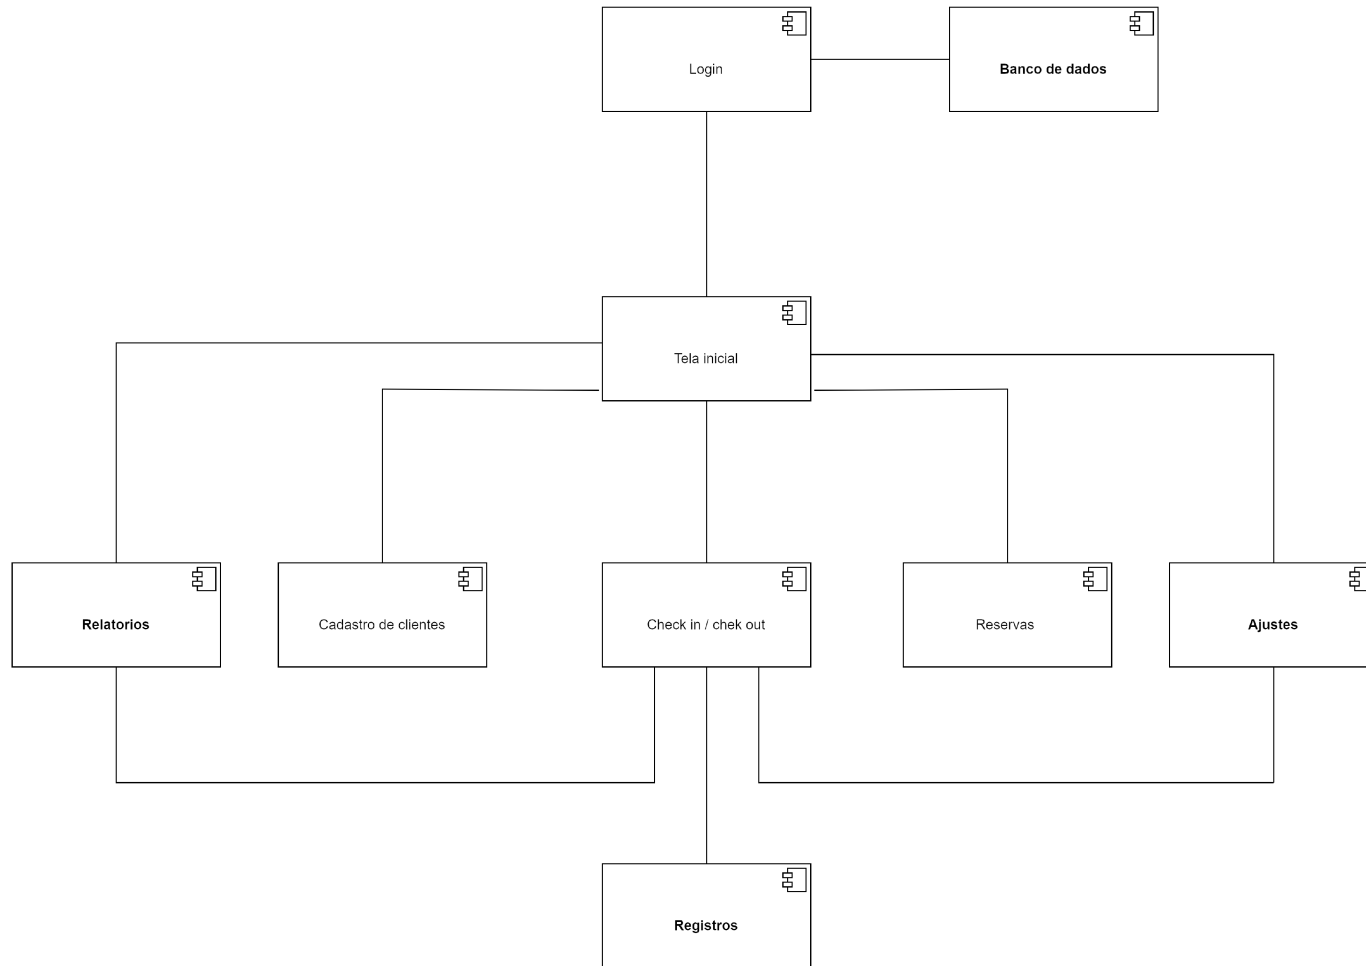 Login
Banco de dados
Tela inicial
Relatorios
Cadastro de clientes
Check in / chek out
Reservas
Ajustes
Registros